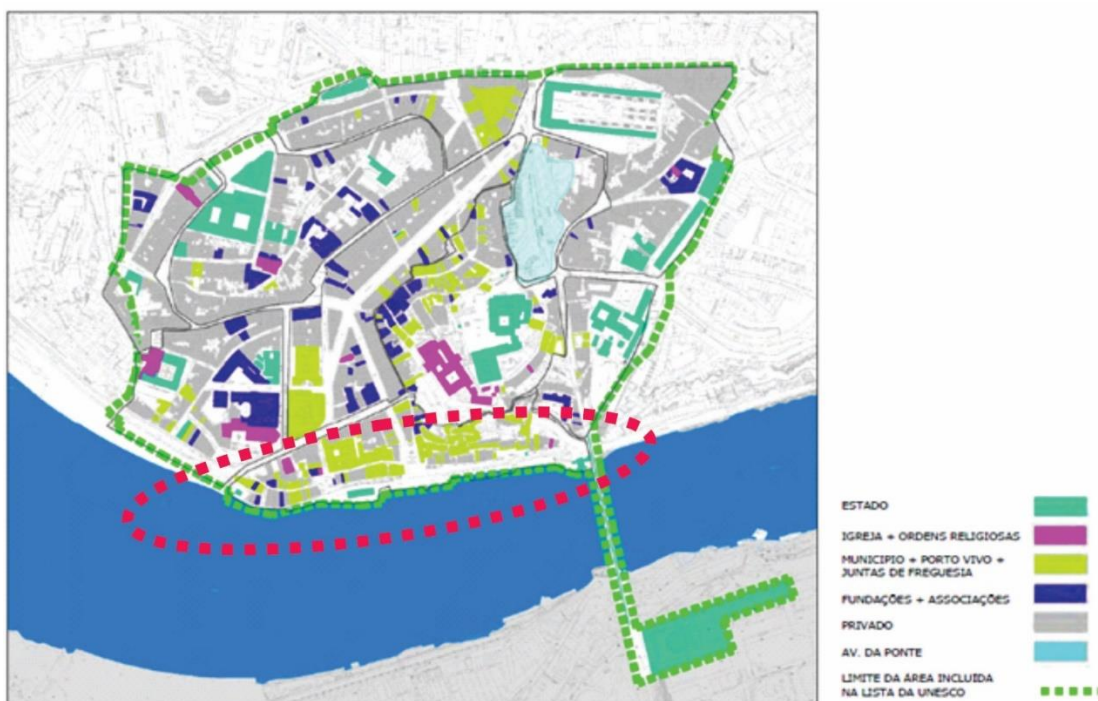 ESTADO
IGREJA + ORDENS RELIGIOSAS
MUNICIPIO + PORTO VIVO +
JUNTAS DE FREGUESIA
FUNDAÇÕES + ASSOCIAÇÕES
PRIVADO
AV. DA PONTE
LIMITE DA ÁREA INCLUIDA
NA LISTA DA UNESCO